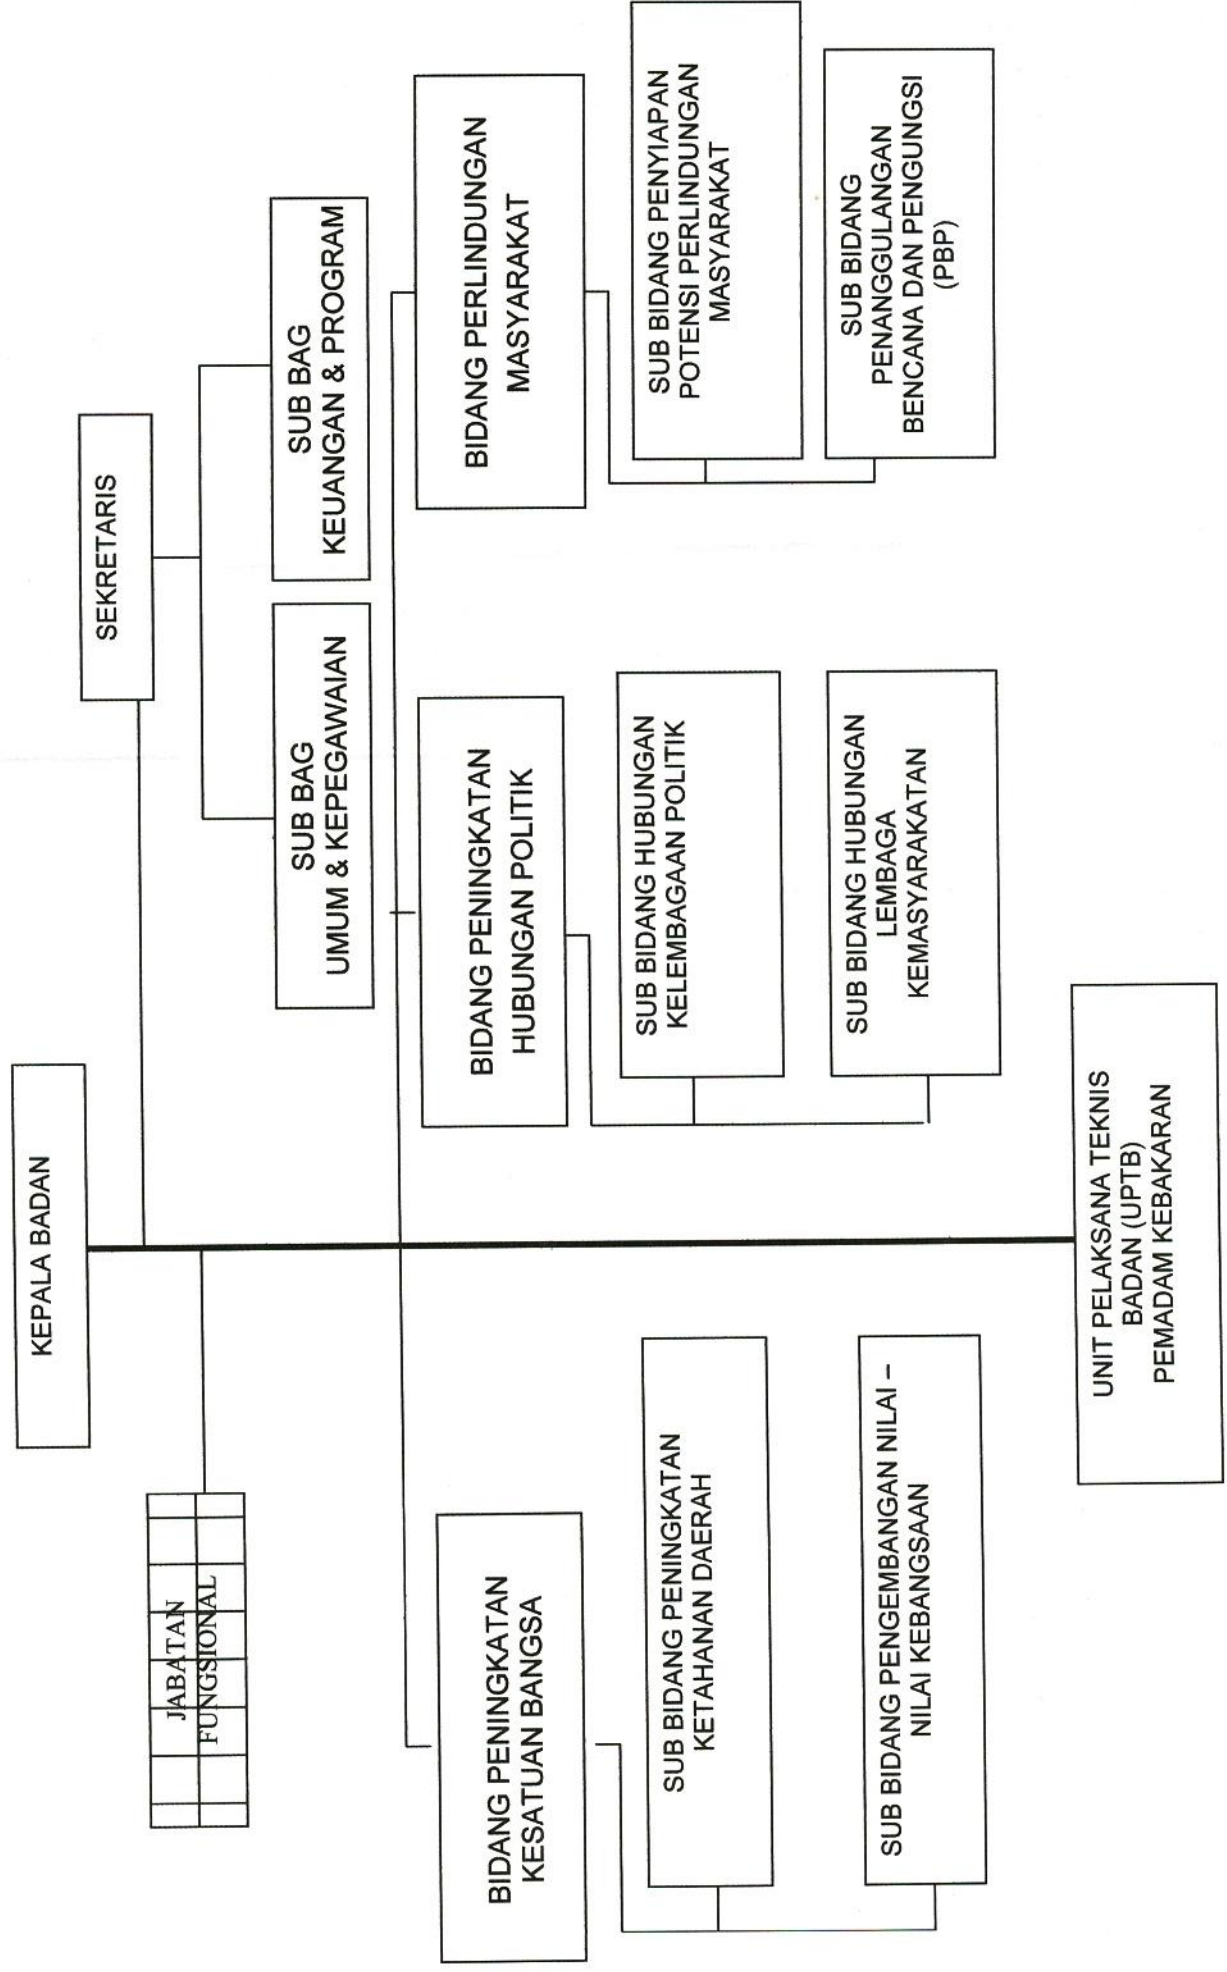 KEPALA BADAN
SEKRETARIS
JABATAN
FUNGSIONAL
SUB BAG
UMUM & KEPEGAWAIAN
SUB BAG
KEUANGAN & PROGRAM
BIDANG PENINGKATAN
KESATUAN BANGSA
BIDANG PENINGKATAN
HUBUNGAN POLITIK
BIDANG PERLINDUNGAN
MASYARAKAT
SUB BIDANG PENINGKATAN
KETAHANAN DAERAH
SUB BIDANG HUBUNGAN
KELEMBAGAAN POLITIK
SUB BIDANG PENYIAPAN
POTENSI PERLINDUNGAN
MASYARAKAT
SUB BIDANG PENGEMBANGAN NILAI –
NILAI KEBANGSAAN
SUB BIDANG HUBUNGAN
LEMBAGA
KEMASYARAKATAN
SUB BIDANG
PENANGGULANGAN
BENCANA DAN PENGUNGSI
(PBP)
UNIT PELAKSANA TEKNIS
BADAN (UPTB)
PEMADAM KEBAKARAN